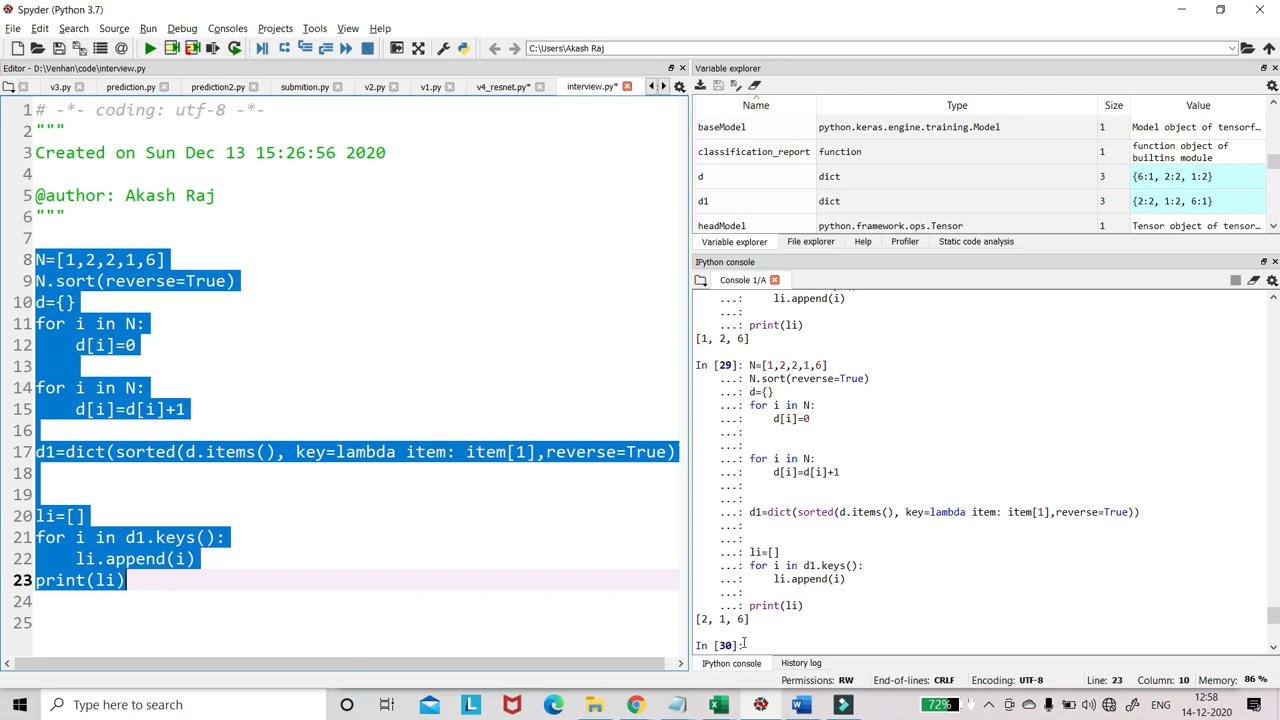 Spyder (Python 3.7)
File Edit Search Source Run Debug Consoles Projects Tools View Help
C:\Users\Akash Raj
Editor - D:\Venhan\code\interview.py
v3.py prediction.py prediction2.py submition.py v2.py v1.py v4_resnet.py* interview.py*
1 # -*- coding: utf-8 -*-
2 """
3 Created on Sun Dec 13 15:26:56 2020
4
5 @author: Akash Raj
6 """
7
8 N=[1,2,2,1,6]
9 N.sort(reverse=True)
10 d={}
11 for i in N:
12     d[i]=0
13
14 for i in N:
15     d[i]=d[i]+1
16
17 d1=dict(sorted(d.items(), key=lambda item: item[1],reverse=True)
18
19
20 li=[]
21 for i in d1.keys():
22     li.append(i)
23 print(li)
24
25
Variable explorer
Name Type Size Value
baseModel python.keras.engine.training.Model 1 Model object of tensorf…
classification_report function 1 function object of
builtins module
d dict 3 {6:1, 2:2, 1:2}
d1 dict 3 {2:2, 1:2, 6:1}
headModel python.framework.ops.Tensor 1 Tensor object of tensor…
Variable explorer File explorer Help Profiler Static code analysis
IPython console
Console 1/A
...:     li.append(i)
...:
...: print(li)
[1, 2, 6]
In [29]: N=[1,2,2,1,6]
...: N.sort(reverse=True)
...: d={}
...: for i in N:
...:     d[i]=0
...:
...:
...: for i in N:
...:     d[i]=d[i]+1
...:
...:
...: d1=dict(sorted(d.items(), key=lambda item: item[1],reverse=True))
...:
...:
...: li=[]
...: for i in d1.keys():
...:     li.append(i)
...:
...: print(li)
[2, 1, 6]
In [30]:
IPython console History log
Permissions: RW End-of-lines: CRLF Encoding: UTF-8 Line: 23 Column: 10 Memory: 86 %
Type here to search
72%
ENG
12:58
14-12-2020